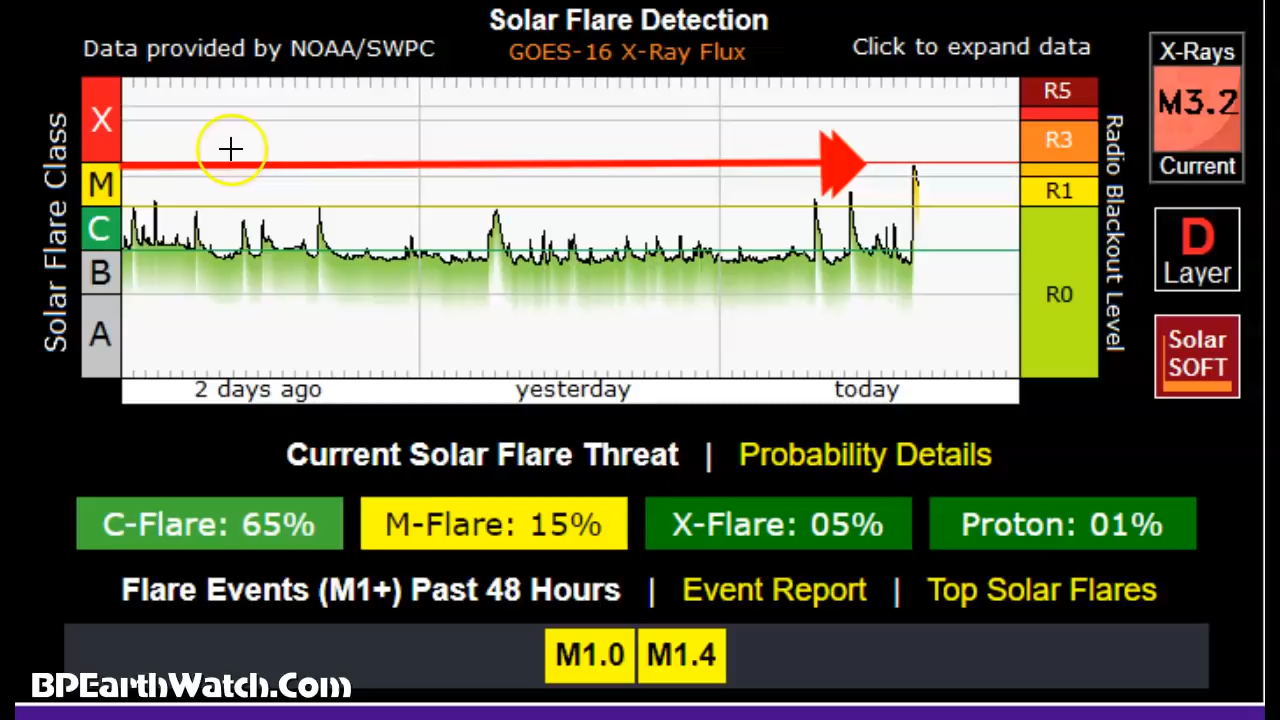 Solar Flare Detection
Data provided by NOAA/SWPC
GOES-16 X-Ray Flux
Click to expand data
Solar Flare Class
X
M
C
B
A
R5
R3
R1
R0
Radio Blackout Level
X-Rays
M3.2
Current
D
Layer
Solar
SOFT
2 days ago yesterday today
Current Solar Flare Threat | Probability Details
C-Flare: 65% M-Flare: 15% X-Flare: 05% Proton: 01%
Flare Events (M1+) Past 48 Hours | Event Report | Top Solar Flares
M1.0 M1.4
BPEarthWatch.Com